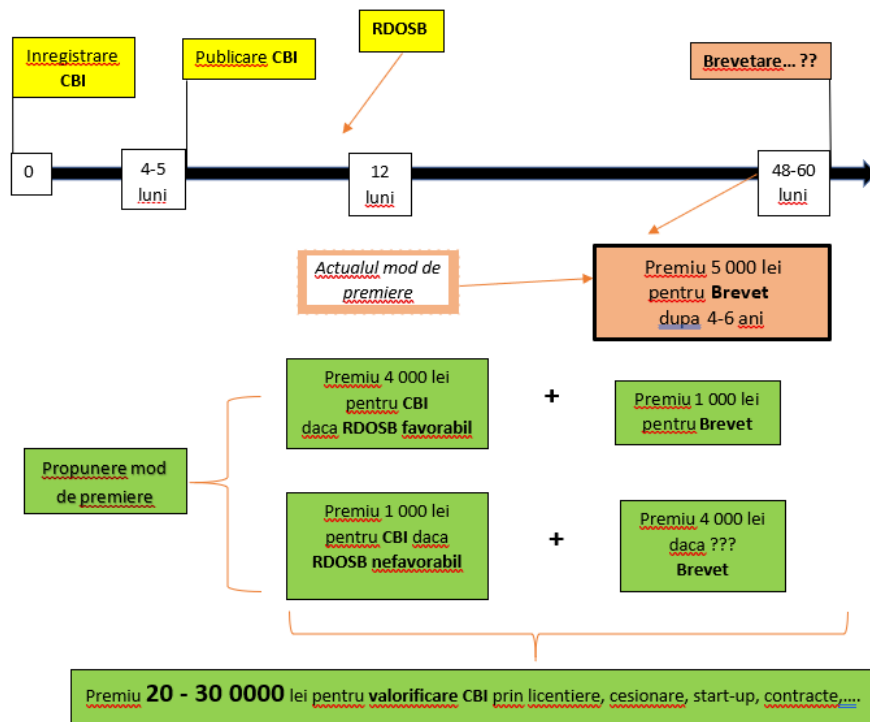 RDOSB
Inregistrare
CBI
Publicare CBI
Brevetare... ??
0
4-5
luni
12
luni
48-60
luni
Actualul mod de
premiere
Premiu 5 000 lei
pentru Brevet
dupa 4-6 ani
Premiu 4 000 lei
pentru CBI
daca RDOSB favorabil
+
Premiu 1 000 lei
pentru Brevet
Propunere mod
de premiere
Premiu 1 000 lei
pentru CBI daca
RDOSB nefavorabil
+
Premiu 4 000 lei
daca ???
Brevet
Premiu 20 - 30 0000 lei pentru valorificare CBI prin licentiere, cesionare, start-up, contracte,....